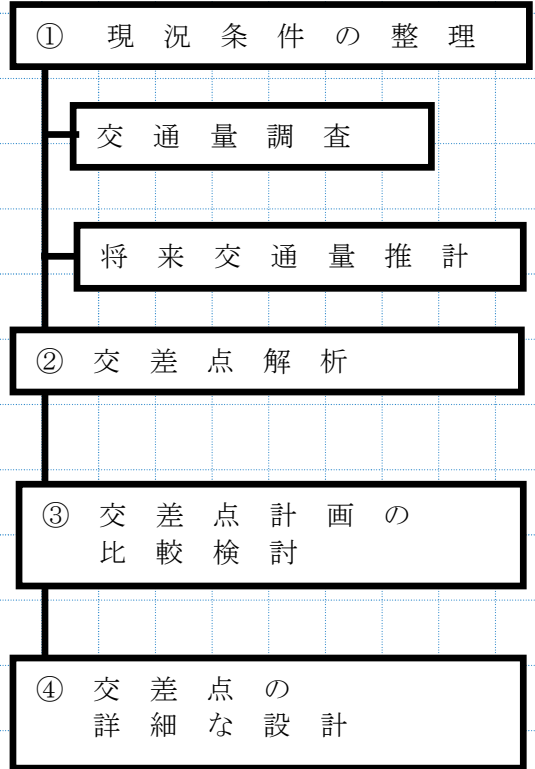 ① 現況条件の整理
交通量調査
将来交通量推計
② 交差点解析
③ 交差点計画の
比較検討
④ 交差点の
詳細な設計